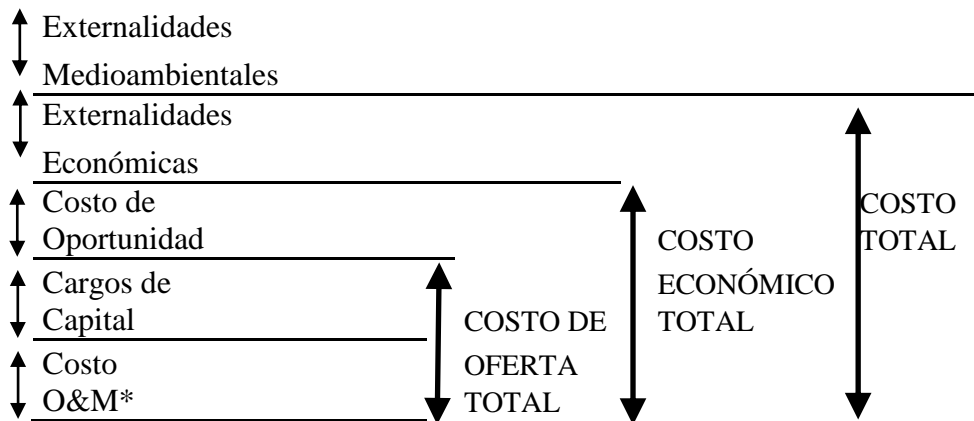 Externalidades
Medioambientales
Externalidades
Económicas
Costo de
Oportunidad
Cargos de
Capital
Costo
O&M*
COSTO DE
OFERTA
TOTAL
COSTO
ECONÓMICO
TOTAL
COSTO
TOTAL